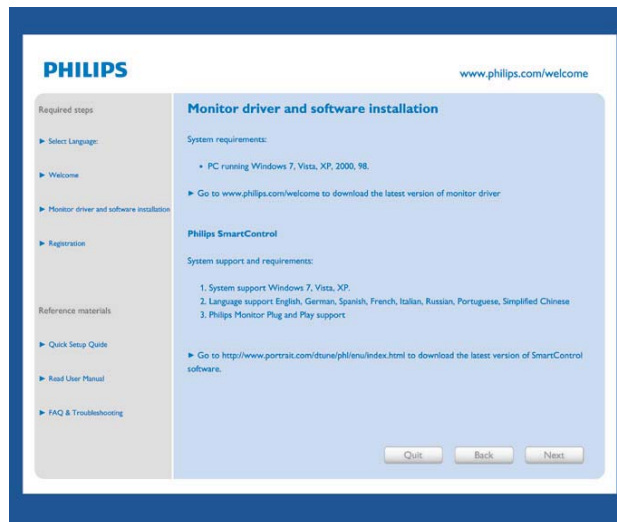 PHILIPS
www.philips.com/welcome
Required steps
► Select Language:
► Welcome
► Monitor driver and software installation
► Registration
Reference materials
► Quick Setup Quide
► Read User Manual
► FAQ & Troubleshooting
Monitor driver and software installation
System requirements:
• PC running Windows 7, Vista, XP, 2000, 98.
► Go to www.philips.com/welcome to download the latest version of monitor driver
Philips SmartControl
System support and requirements:
1. System support Windows 7, Vista, XP.
2. Language support English, German, Spanish, French, Italian, Russian, Portuguese, Simplified Chinese
3. Philips Monitor Plug and Play support
► Go to http://www.portrait.com/dtune/phl/enu/index.html to download the latest version of SmartControl
software.
Quit
Back
Next